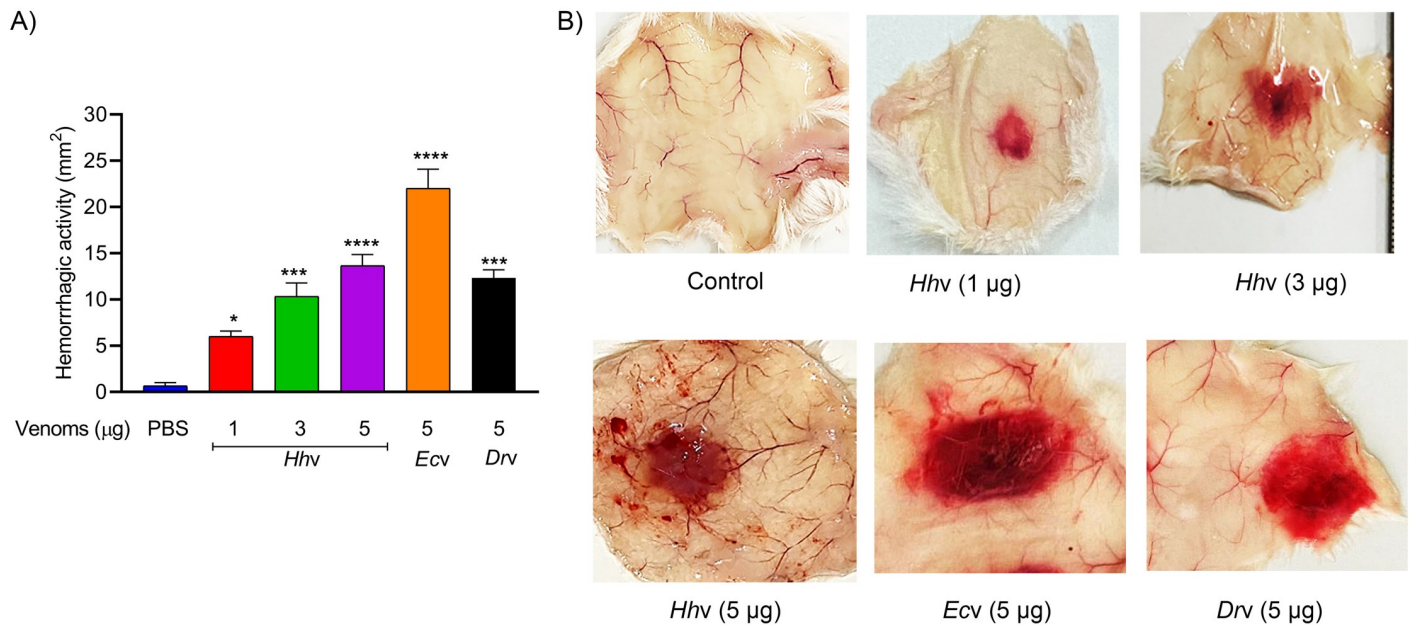 A)
B)
Hemorrrhagic activity (mm²)
30
25
20
15
10
5
0
*
***
****
****
***
Venoms (µg) PBS 1 3 5 5 5
Hhv Ecv Drv
Control
Hhv (1 µg)
Hhv (3 µg)
Hhv (5 µg)
Ecv (5 µg)
Drv (5 µg)